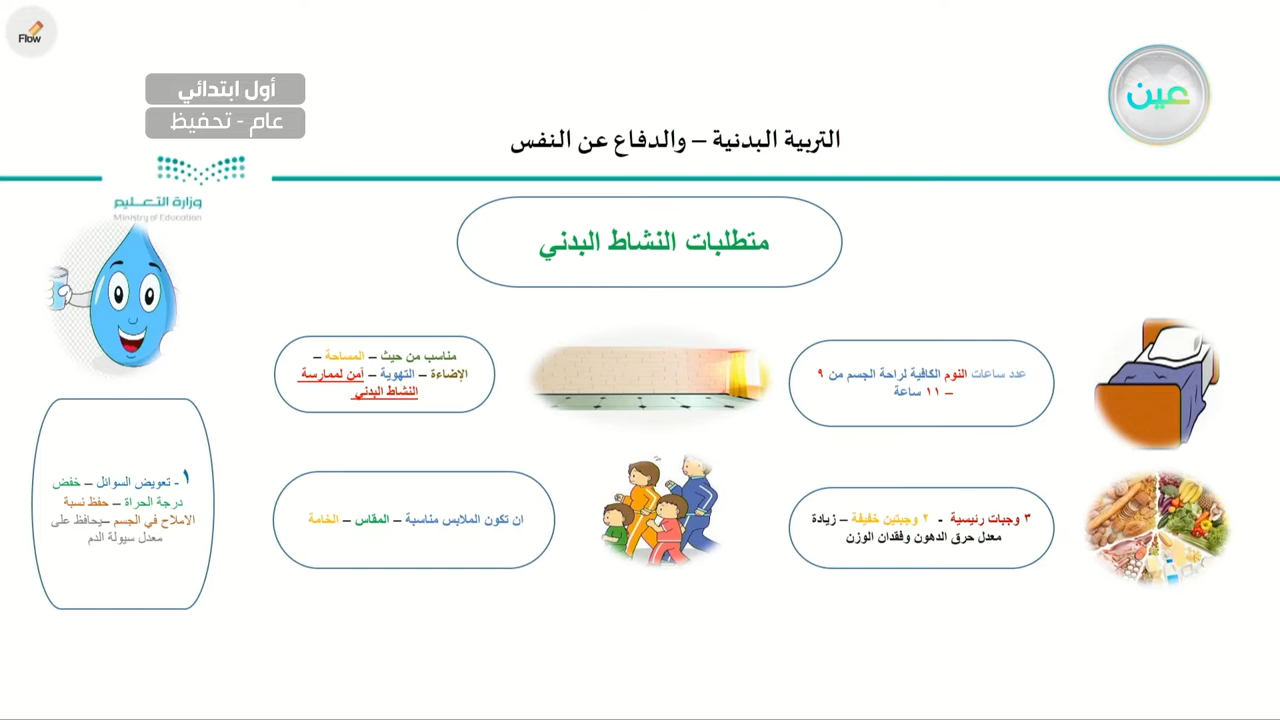 Flow
أول ابتدائي
عام - تحفيظ
عين
التربية البدنية – والدفاع عن النفس
وزارة التعليم
Ministry of Education
متطلبات النشاط البدني
عدد ساعات النوم الكافية لراحة الجسم من ٩
– ١١ ساعة
مناسب من حيث – المساحة –
الإضاءة – التهوية – أمن لممارسة
النشاط البدني
٣ وجبات رئيسية - ٢ وجبتين خفيفة – زيادة
معدل حرق الدهون وفقدان الوزن
ان تكون الملابس مناسبة – المقاس – الخامة
١- تعويض السوائل – خفض
درجة الحراة – حفظ نسبة
الاملاح في الجسم –يحافظ على
معدل سيولة الدم